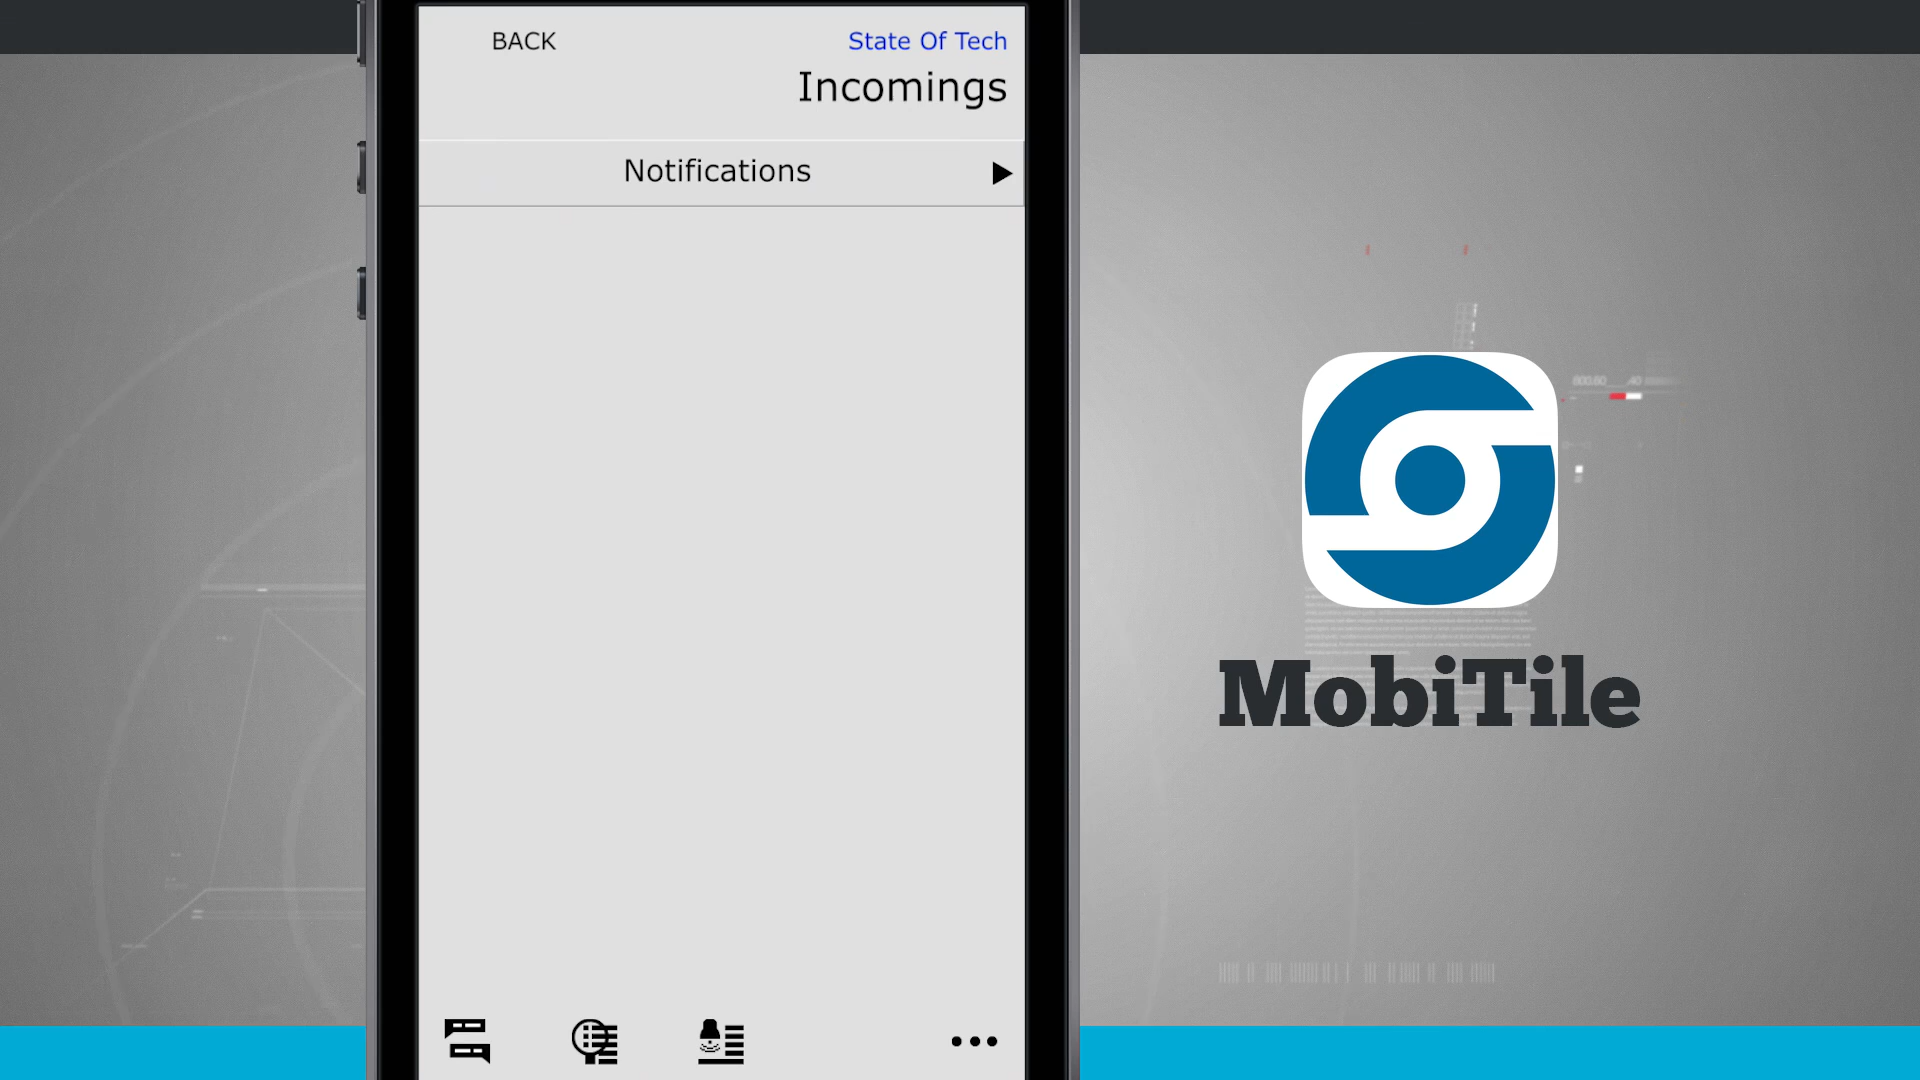 BACK
State Of Tech
Incomings
Notifications
MobiTile